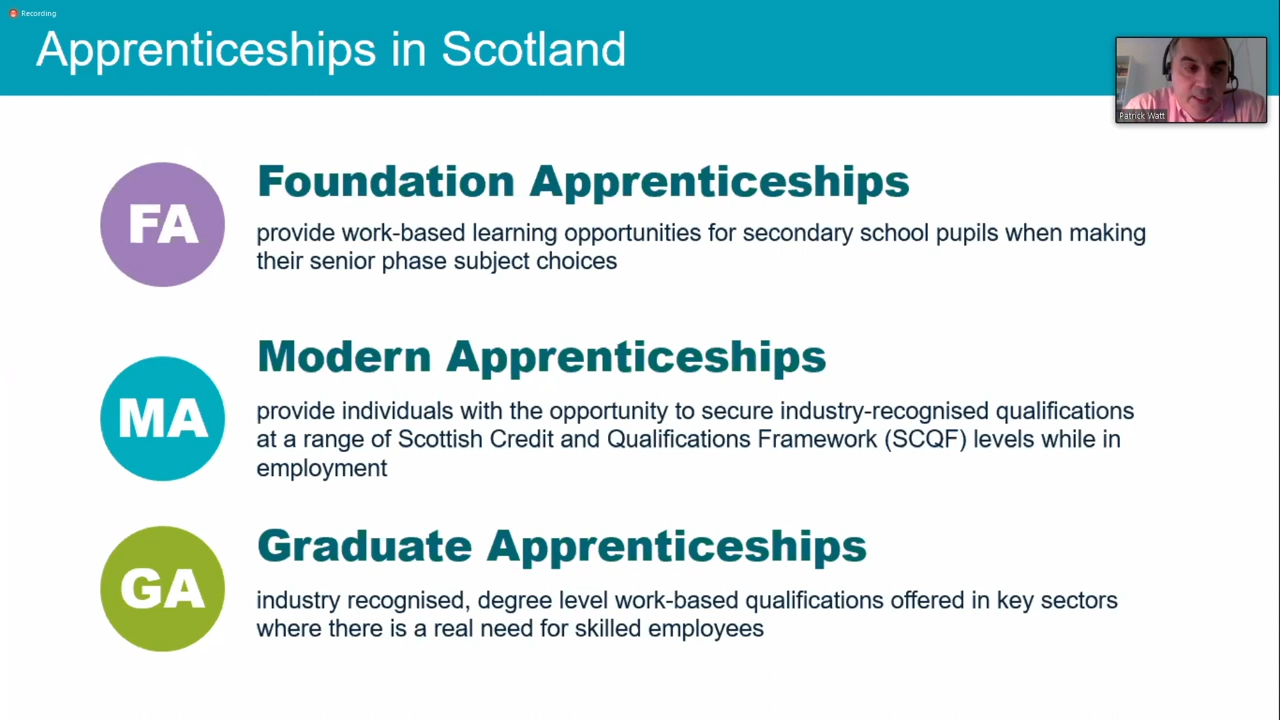 Recording
Apprenticeships in Scotland
Patrick Watt
FA
Foundation Apprenticeships
provide work-based learning opportunities for secondary school pupils when making
their senior phase subject choices
MA
Modern Apprenticeships
provide individuals with the opportunity to secure industry-recognised qualifications
at a range of Scottish Credit and Qualifications Framework (SCQF) levels while in
employment
GA
Graduate Apprenticeships
industry recognised, degree level work-based qualifications offered in key sectors
where there is a real need for skilled employees